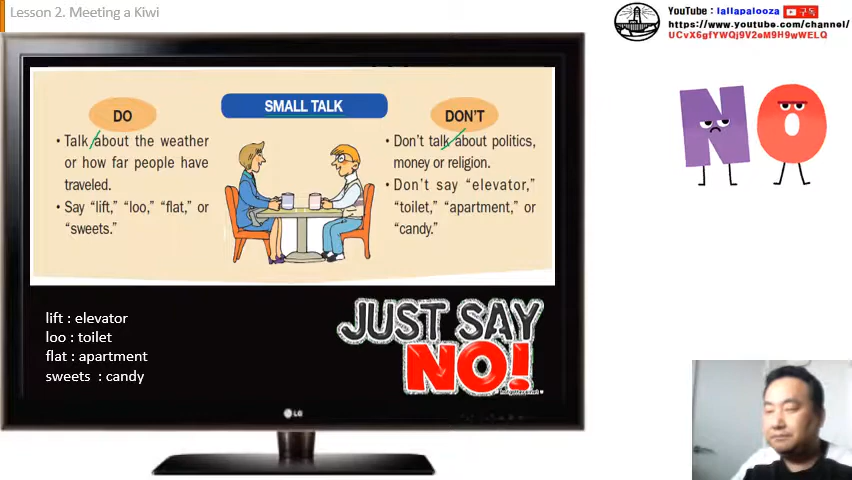 Lesson 2. Meeting a Kiwi
YouTube : lallapalooza 구독
https://www.youtube.com/channel/
UCvX6gfYWQj9V2eM9H9wWELQ
SMALL TALK
DO
• Talk about the weather
or how far people have
traveled.
• Say “lift,” “loo,” “flat,” or
“sweets.”
DON'T
• Don't talk about politics,
money or religion.
• Don't say “elevator,”
“toilet,” “apartment,” or
“candy.”
NO
lift : elevator
loo : toilet
flat : apartment
sweets : candy
JUST SAY
NO!
LG